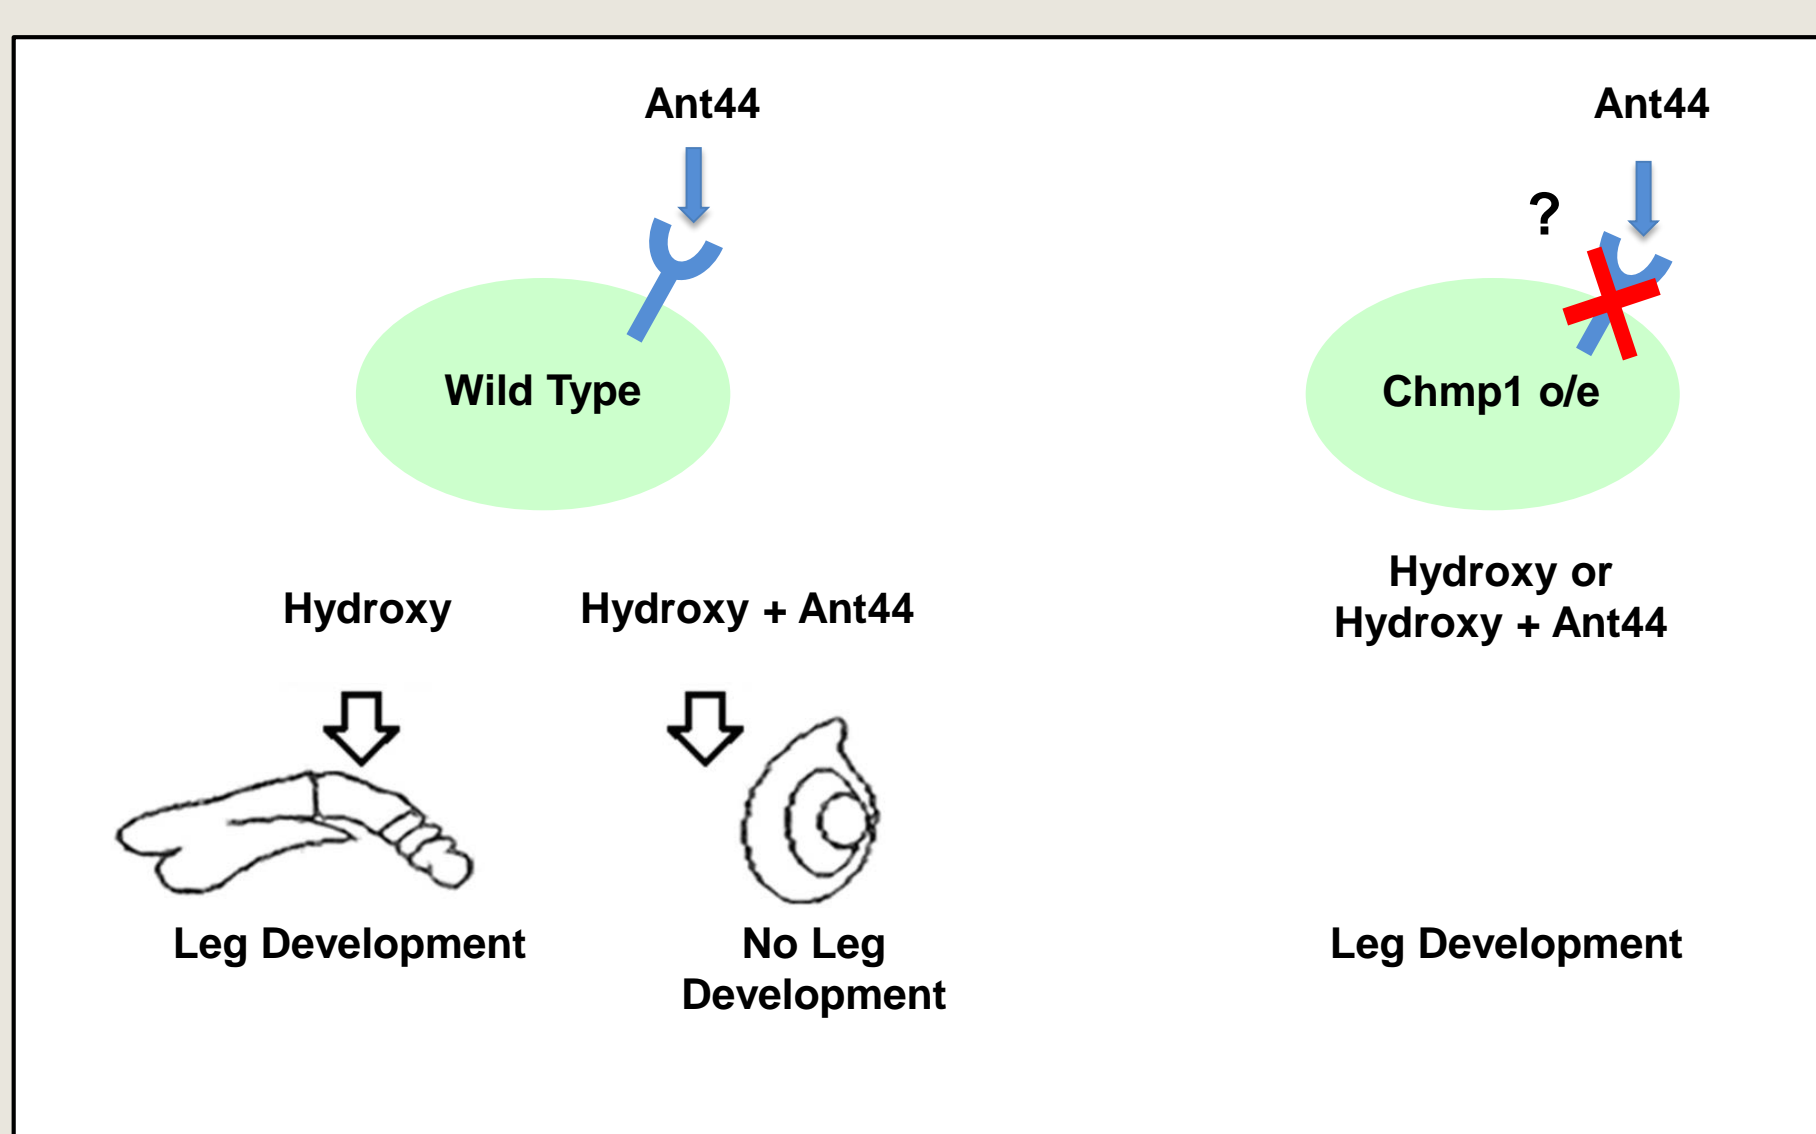 Ant44
Wild Type
Hydroxy
Hydroxy + Ant44
Leg Development
No Leg
Development
Ant44
?
Chmp1 o/e
Hydroxy or
Hydroxy + Ant44
Leg Development